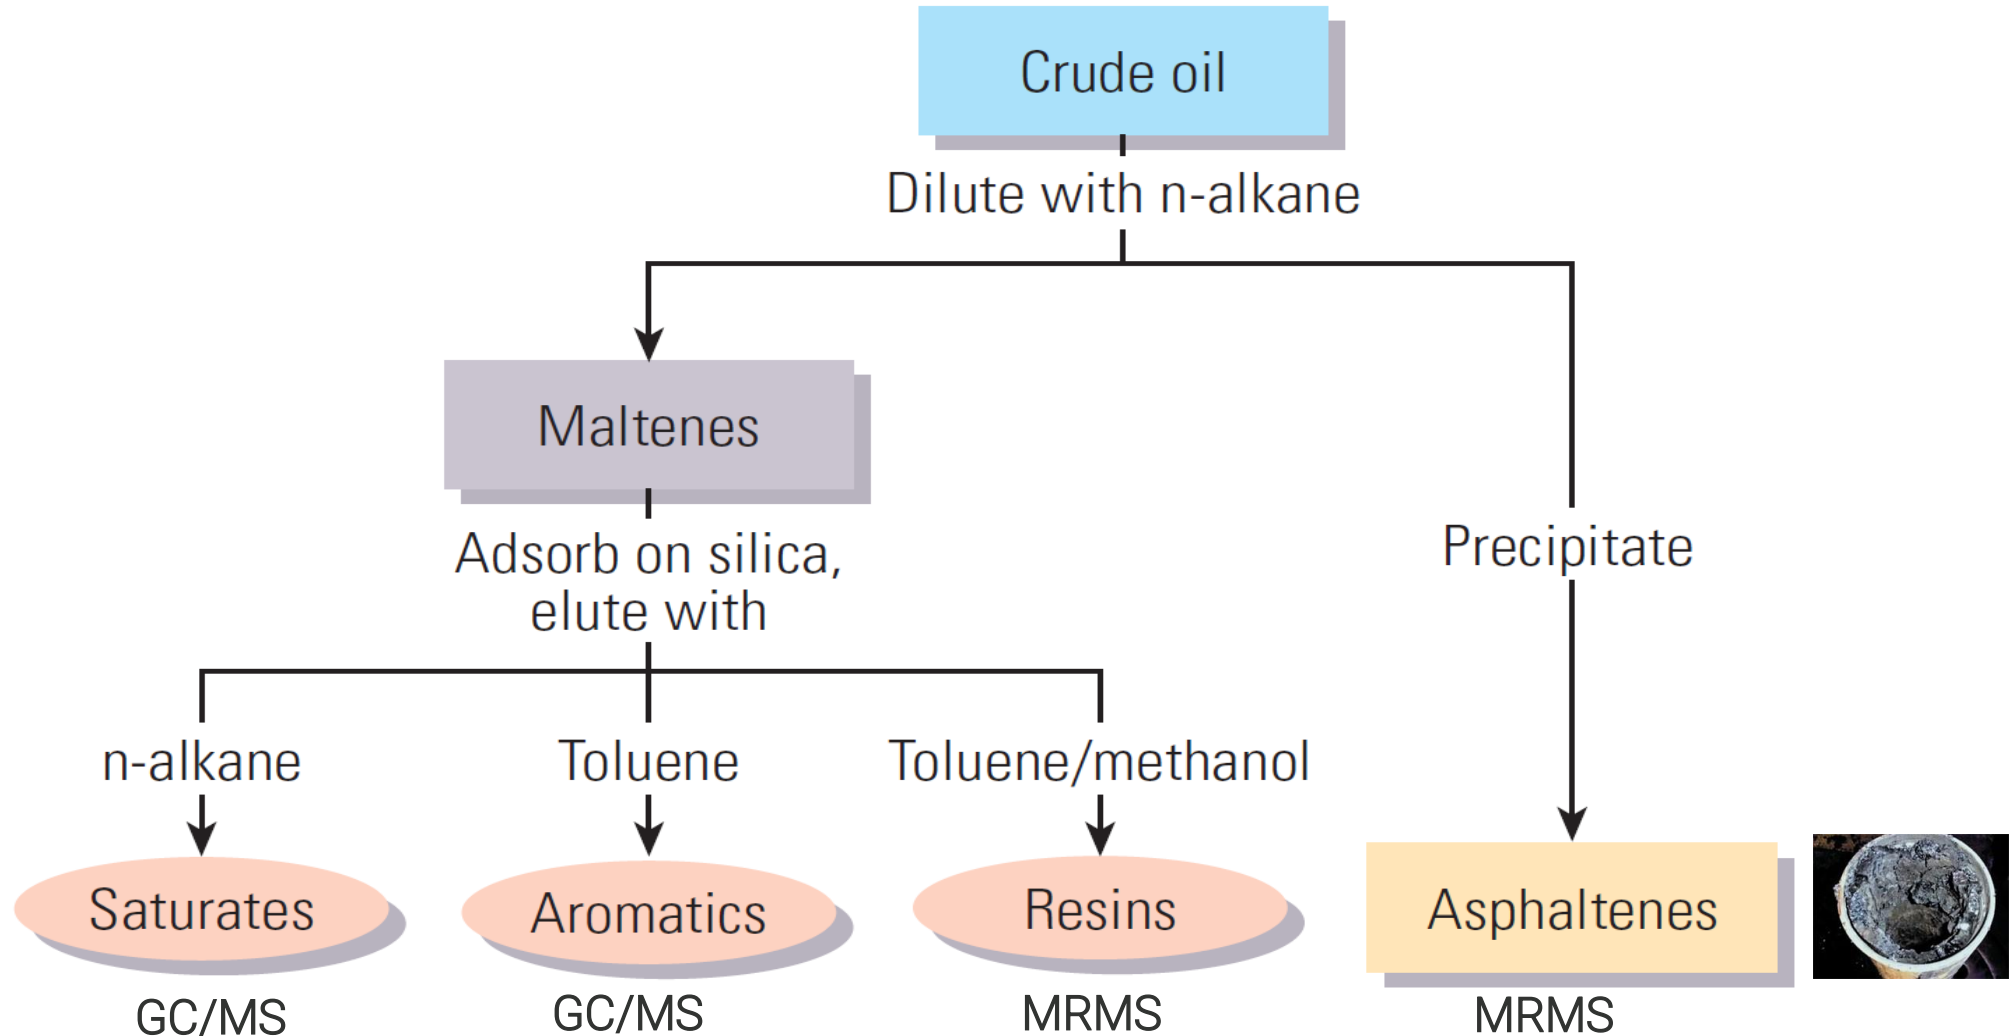 Crude oil
Dilute with n-alkane
Maltenes
Adsorb on silica,
elute with
Precipitate
n-alkane
Toluene
Toluene/methanol
Saturates
Aromatics
Resins
Asphaltenes
GC/MS
GC/MS
MRMS
MRMS